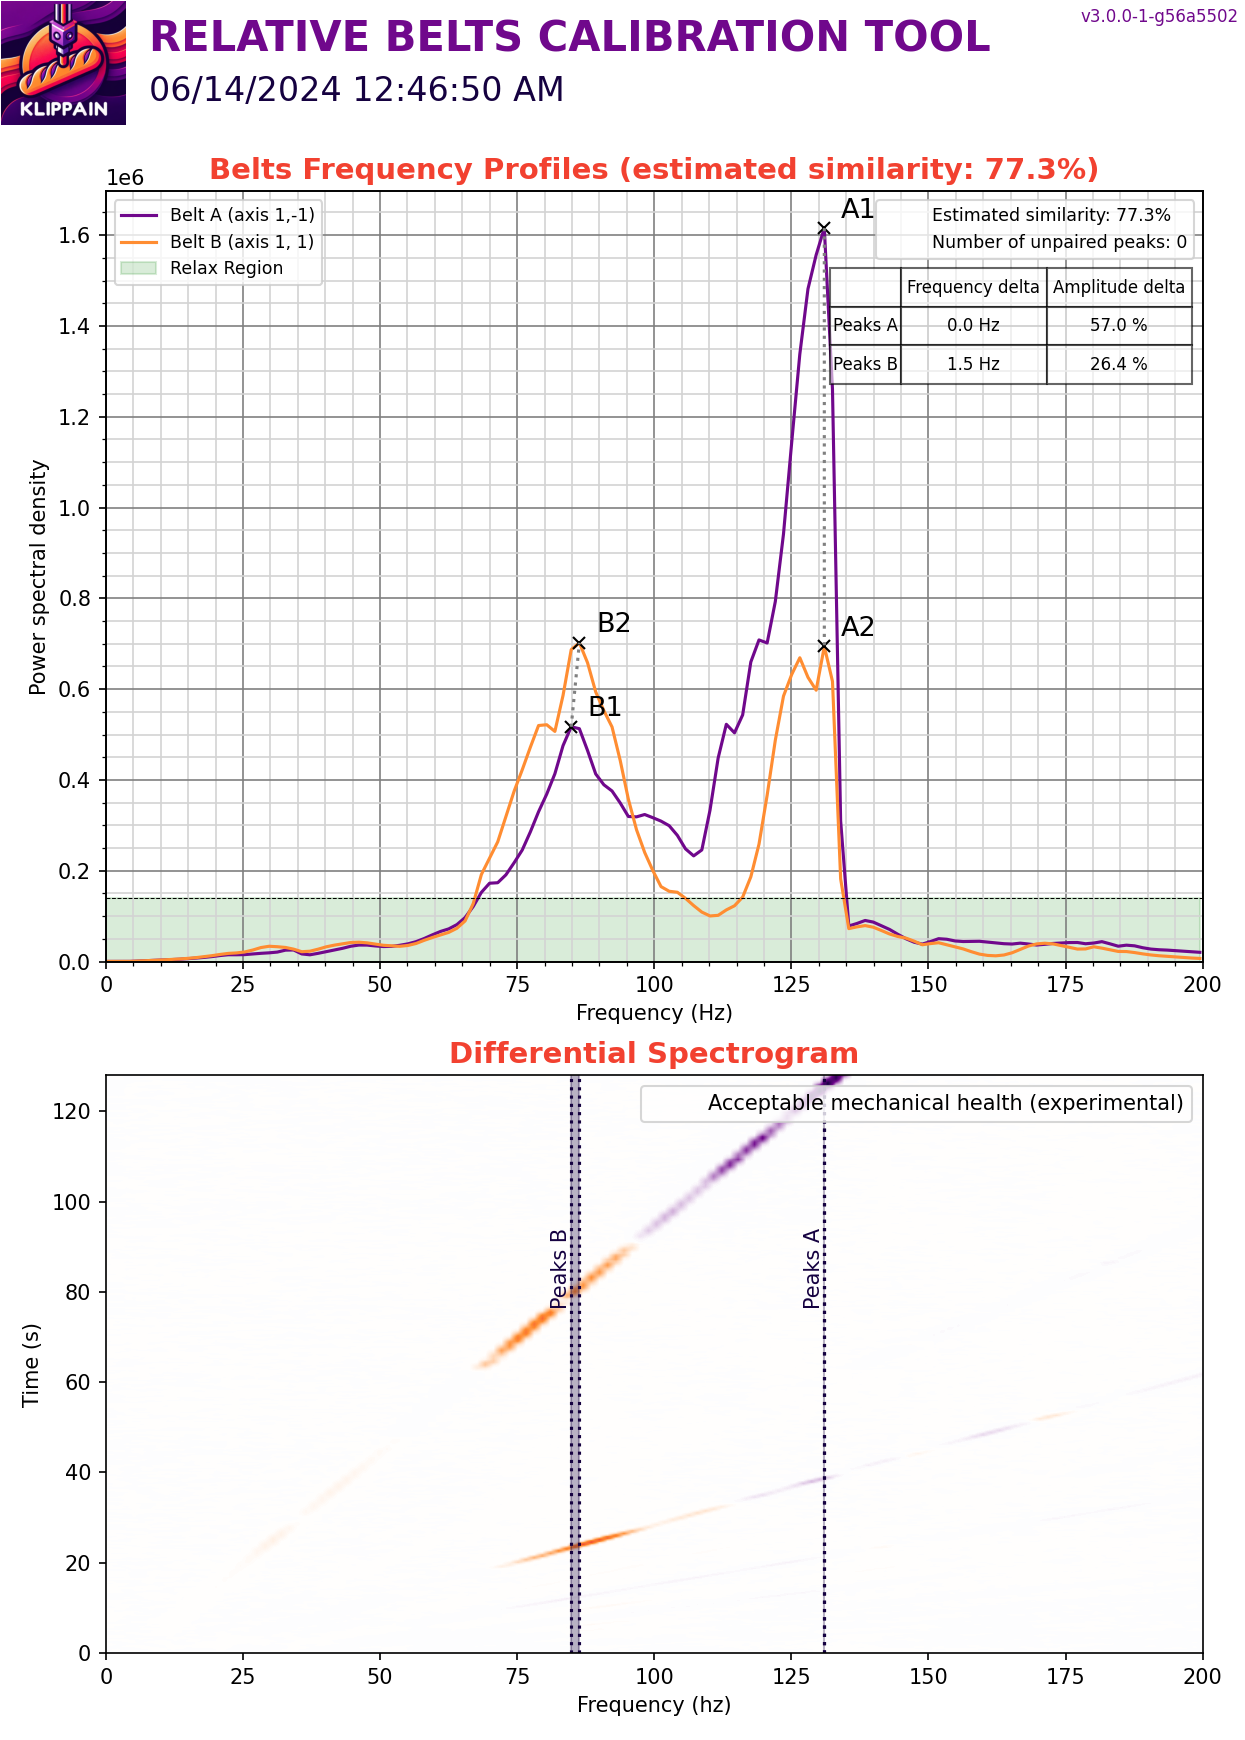 v3.0.0-1-g56a5502
RELATIVE BELTS CALIBRATION TOOL
06/14/2024 12:46:50 AM
KLIPPAIN
Belts Frequency Profiles (estimated similarity: 77.3%)
1e6
Belt A (axis 1,-1)
Belt B (axis 1, 1)
Relax Region
A1
Estimated similarity: 77.3%
Number of unpaired peaks: 0
Frequency delta Amplitude delta
Peaks A 0.0 Hz 57.0 %
Peaks B 1.5 Hz 26.4 %
1.6
1.4
1.2
1.0
0.8
0.6
0.4
0.2
0.0
Power spectral density
B2
A2
B1
0 25 50 75 100 125 150 175 200
Frequency (Hz)
Differential Spectrogram
Acceptable mechanical health (experimental)
120
100
80
60
40
20
0
Time (s)
Peaks B
Peaks A
0 25 50 75 100 125 150 175 200
Frequency (hz)